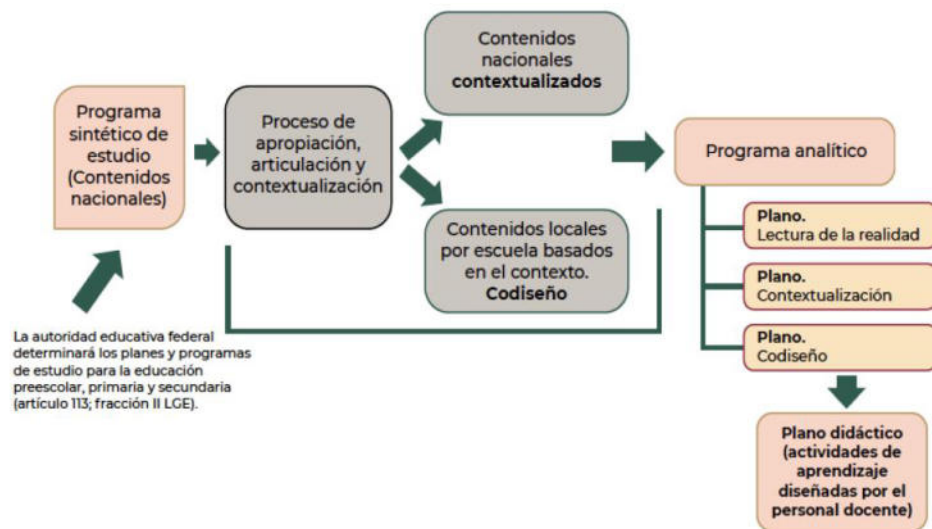 Programa
sintético de
estudio
(Contenidos
nacionales)
Proceso de
apropiación,
articulación y
contextualización
Contenidos
nacionales
contextualizados
Contenidos locales
por escuela basados
en el contexto.
Codiseño
Programa analítico
Plano.
Lectura de la realidad
Plano.
Contextualización
Plano.
Codiseño
Plano didáctico
(actividades de
aprendizaje
diseñadas por el
personal docente)
La autoridad educativa federal
determinará los planes y programas
de estudio para la educación
preescolar, primaria y secundaria
(artículo 113; fracción II LGE).